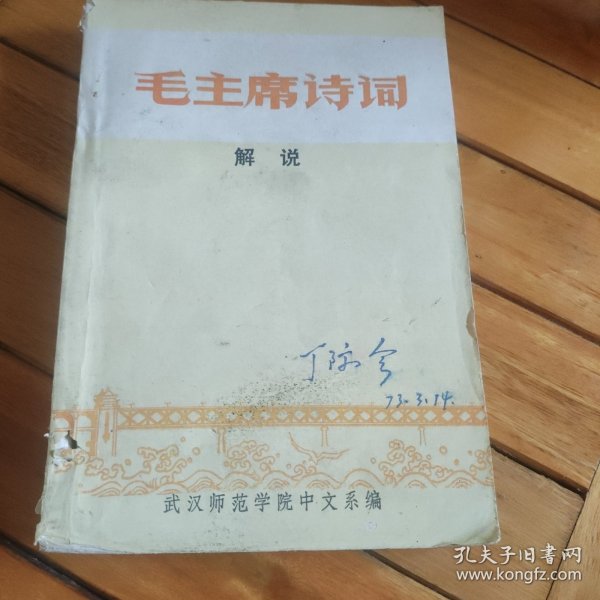 毛主席诗词
解说
73.3.14.
武汉师范学院中文系编
孔夫子旧书网
www.kongfz.com